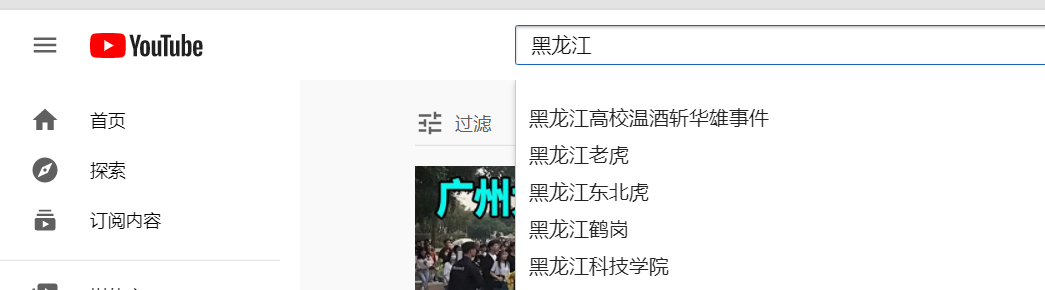 YouTube
黑龙江
首页
探索
订阅内容
过滤
黑龙江高校温酒斩华雄事件
黑龙江老虎
黑龙江东北虎
黑龙江鹤岗
黑龙江科技学院
广州